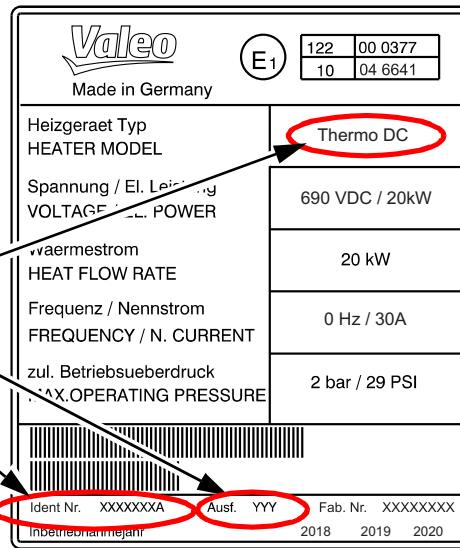 Valeo
Made in Germany
E1
122 00 0377
10 04 6641
Heizgeraet Typ
HEATER MODEL
Thermo DC
Spannung / El.
VOLTAGE POWER
690 VDC / 20kW
Waermestrom
HEAT FLOW RATE
20 kW
Frequenz / Nennstrom
FREQUENCY / N. CURRENT
0 Hz / 30A
zul. Betriebsueberdruck
MAX.OPERATING PRESSURE
2 bar / 29 PSI
Ident Nr. XXXXXXXA Ausf. YYY Fab. Nr. XXXXXXXX
Inbetriebnahmejahr 2018 2019 2020